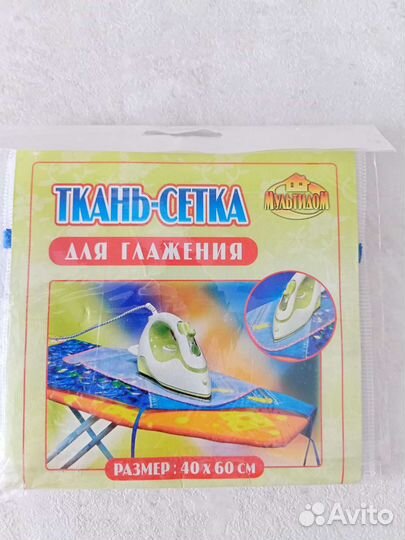 ТКАНЬ-СЕТКА
МУЛЬТИДОМ
ДЛЯ ГЛАЖЕНИЯ
РАЗМЕР: 40 Х 60 СМ
Avito